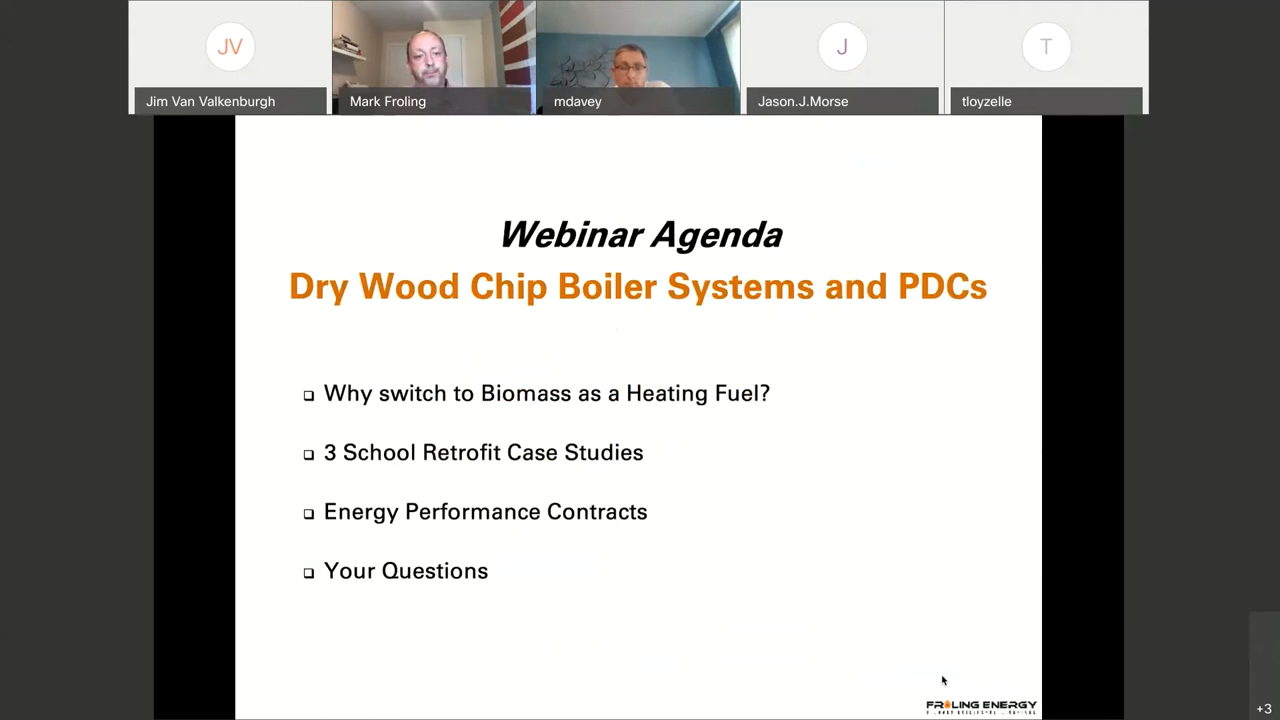 JV
J
T
Jim Van Valkenburgh
Mark Froling
mdavey
Jason.J.Morse
tloyzelle
Webinar Agenda
Dry Wood Chip Boiler Systems and PDCs
Why switch to Biomass as a Heating Fuel?
3 School Retrofit Case Studies
Energy Performance Contracts
Your Questions
FROLING ENERGY
+3